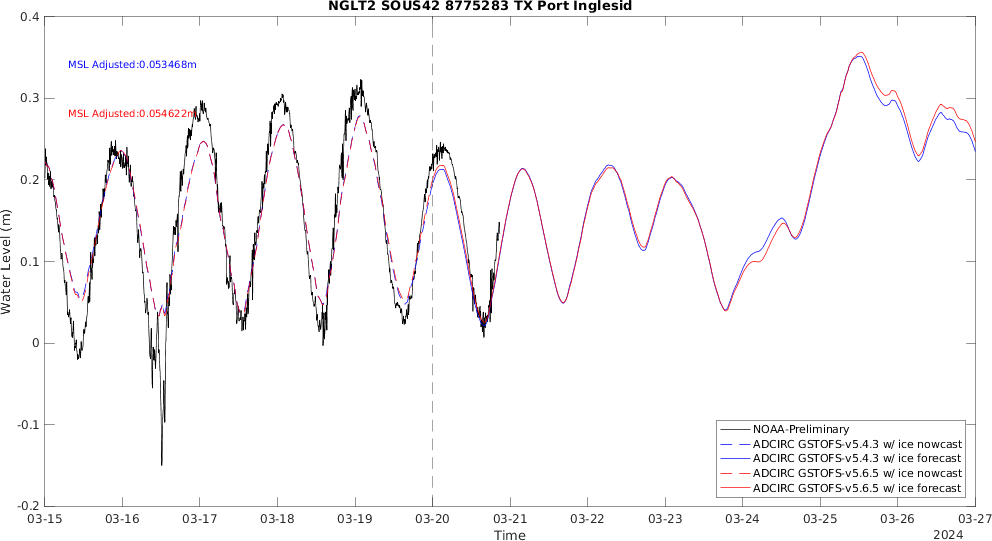 NGLT2 SOUS42 8775283 TX Port Inglesid
0.4
0.3
0.2
0.1
0
-0.1
-0.2
Water Level (m)
MSL Adjusted:0.053468m
MSL Adjusted:0.054622m
NOAA-Preliminary
ADCIRC GSTOFS-v5.4.3 w/ ice nowcast
ADCIRC GSTOFS-v5.4.3 w/ ice forecast
ADCIRC GSTOFS-v5.6.5 w/ ice nowcast
ADCIRC GSTOFS-v5.6.5 w/ ice forecast
03-15 03-16 03-17 03-18 03-19 03-20 03-21 03-22 03-23 03-24 03-25 03-26 03-27
Time
2024